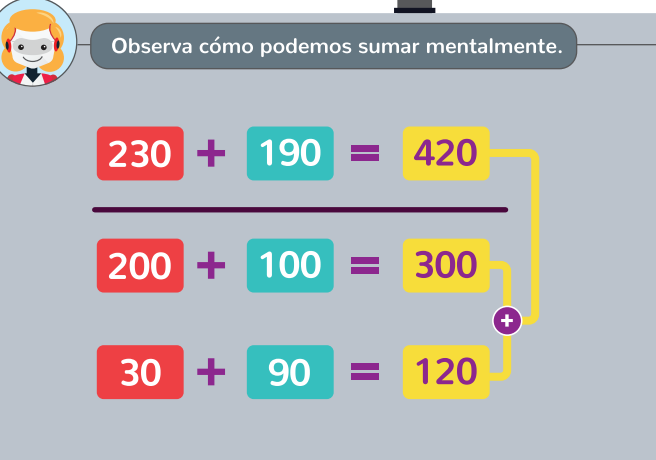 Observa cómo podemos sumar mentalmente.
230 + 190 = 420
200 + 100 = 300
+
30 + 90 = 120